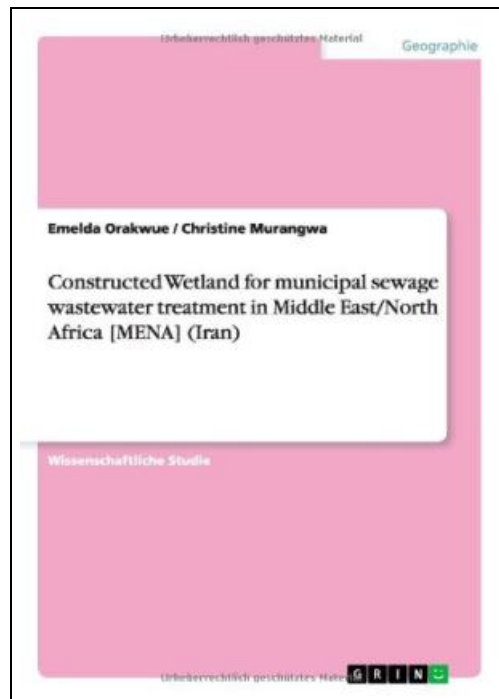 Urheberrechtlich geschütztes Material
Geographie
Emelda Orakwue / Christine Murangwa
Constructed Wetland for municipal sewage
wastewater treatment in Middle East/North
Africa [MENA] (Iran)
Wissenschaftliche Studie
Urheberrechtlich geschütztes
GRIN